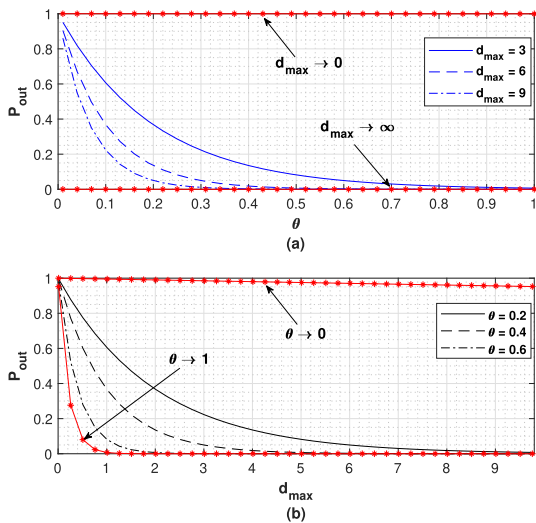 1
0.8
0.6
0.4
0.2
0
P_out
d_max → 0
d_max → ∞
d_max = 3
d_max = 6
d_max = 9
0 0.1 0.2 0.3 0.4 0.5 0.6 0.7 0.8 0.9 1
θ
(a)
1
0.8
0.6
0.4
0.2
0
P_out
θ → 0
θ → 1
θ = 0.2
θ = 0.4
θ = 0.6
0 1 2 3 4 5 6 7 8 9
d_max
(b)